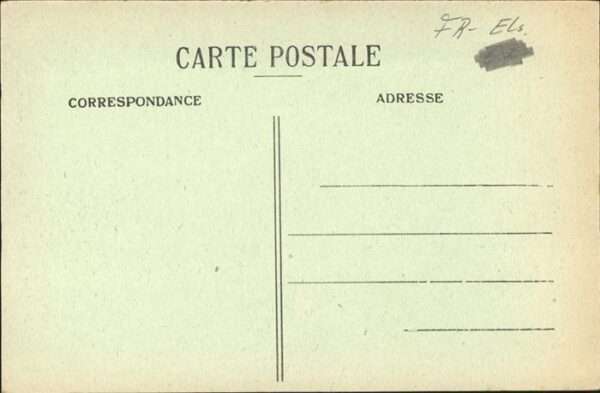 FR- Els.
CARTE POSTALE
CORRESPONDANCE
ADRESSE